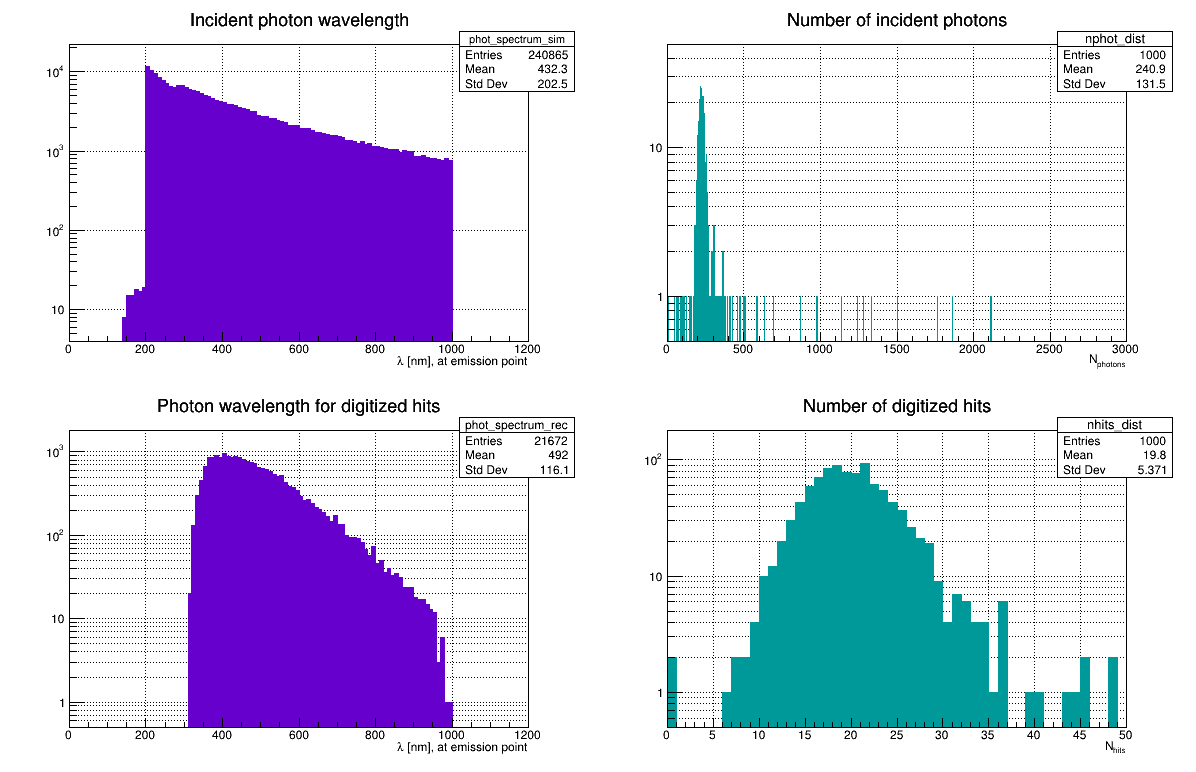 Incident photon wavelength
phot_spectrum_sim
Entries 240865
Mean 432.3
Std Dev 202.5
10^4
10^3
10^2
10
0 200 400 600 800 1000 1200
λ [nm], at emission point
Number of incident photons
nphot_dist
Entries 1000
Mean 240.9
Std Dev 131.5
10
1
0 500 1000 1500 2000 2500 3000
N_photons
Photon wavelength for digitized hits
phot_spectrum_rec
Entries 21672
Mean 492
Std Dev 116.1
10^3
10^2
10
1
0 200 400 600 800 1000 1200
λ [nm], at emission point
Number of digitized hits
nhits_dist
Entries 1000
Mean 19.8
Std Dev 5.371
10^2
10
1
0 5 10 15 20 25 30 35 40 45 50
N_hits